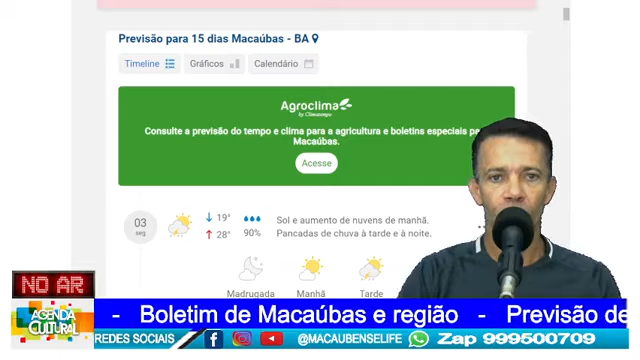 Previsão para 15 dias Macaúbas - BA
Timeline Gráficos Calendário
Agroclima
by Climatempo
Consulte a previsão do tempo e clima para a agricultura e boletins especiais
Macaúbas.
Acesse
03
seg
19°
28°
90%
Sol e aumento de nuvens de manhã.
Pancadas de chuva à tarde e à noite.
Madrugada Manhã Tarde
NO AR
AGENDA
CULTURAL
- Boletim de Macaúbas e região - Previsão de
REDES SOCIAIS @MACAUBENSELIFE Zap 999500709